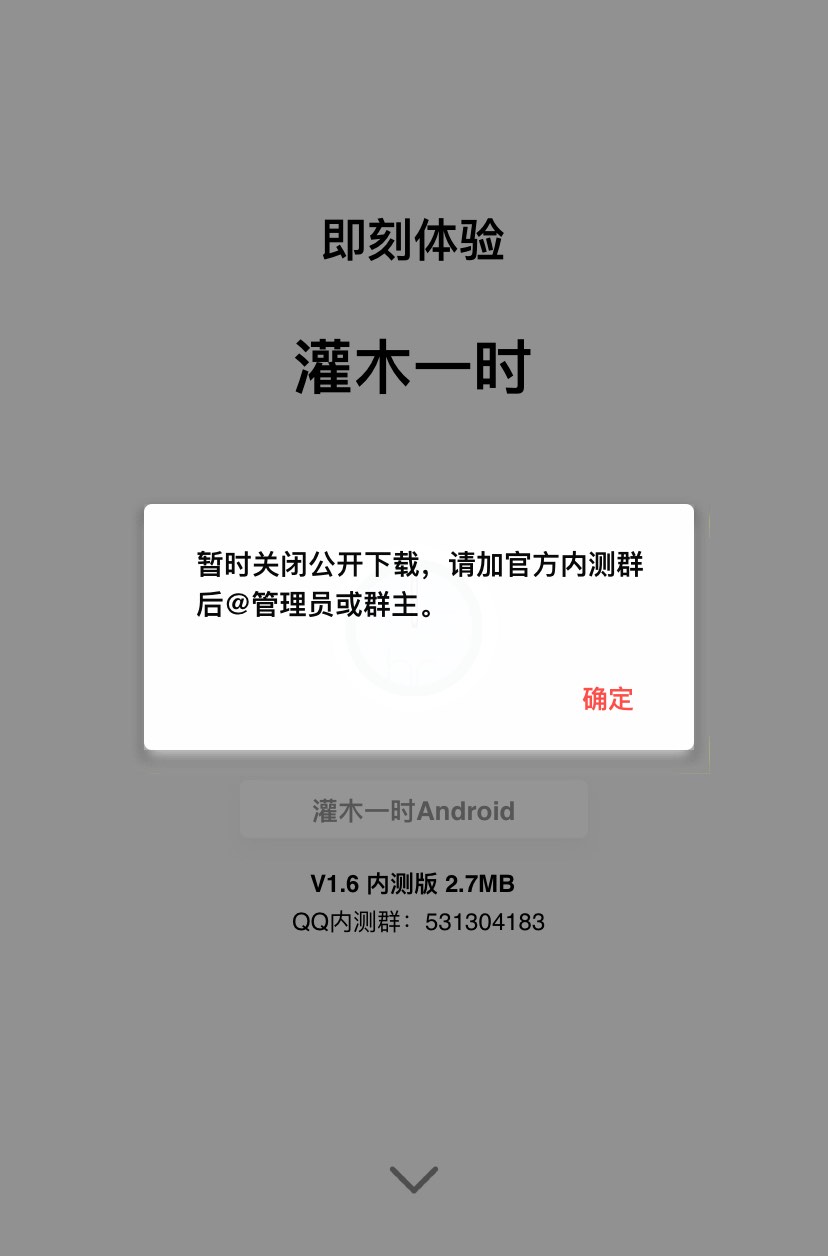 即刻体验
灌木一时
暂时关闭公开下载，请加官方内测群
后@管理员或群主。
确定
灌木一时Android
V1.6 内测版 2.7MB
QQ内测群：531304183